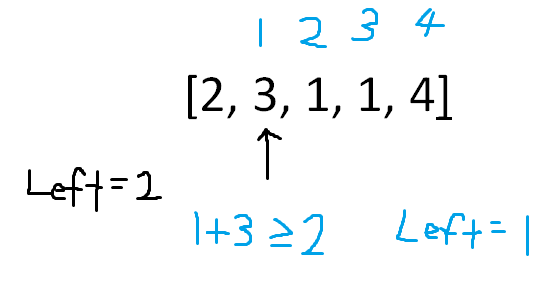 1 2 3 4
[2, 3, 1, 1, 4]
Left = 2
1+3 ≥ 2 Left = 1